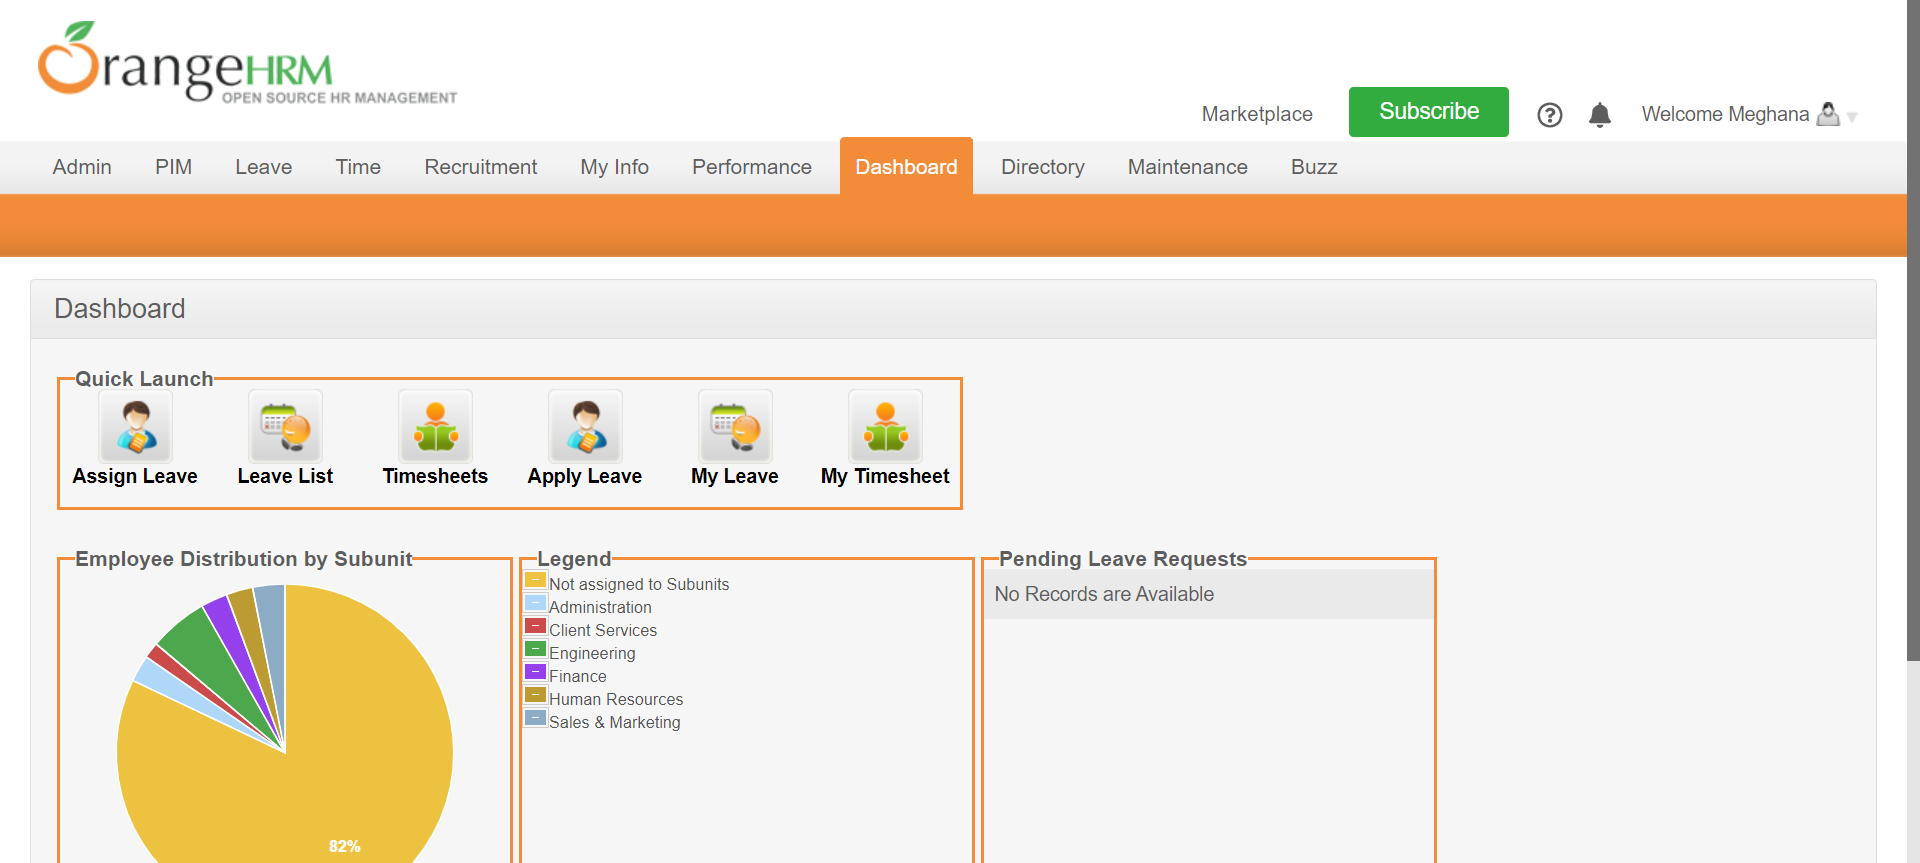 OrangeHRM
OPEN SOURCE HR MANAGEMENT
Marketplace
Subscribe
Welcome Meghana
Admin
PIM
Leave
Time
Recruitment
My Info
Performance
Dashboard
Directory
Maintenance
Buzz
Dashboard
Quick Launch
Assign Leave
Leave List
Timesheets
Apply Leave
My Leave
My Timesheet
Employee Distribution by Subunit
82%
Legend
Not assigned to Subunits
Administration
Client Services
Engineering
Finance
Human Resources
Sales & Marketing
Pending Leave Requests
No Records are Available